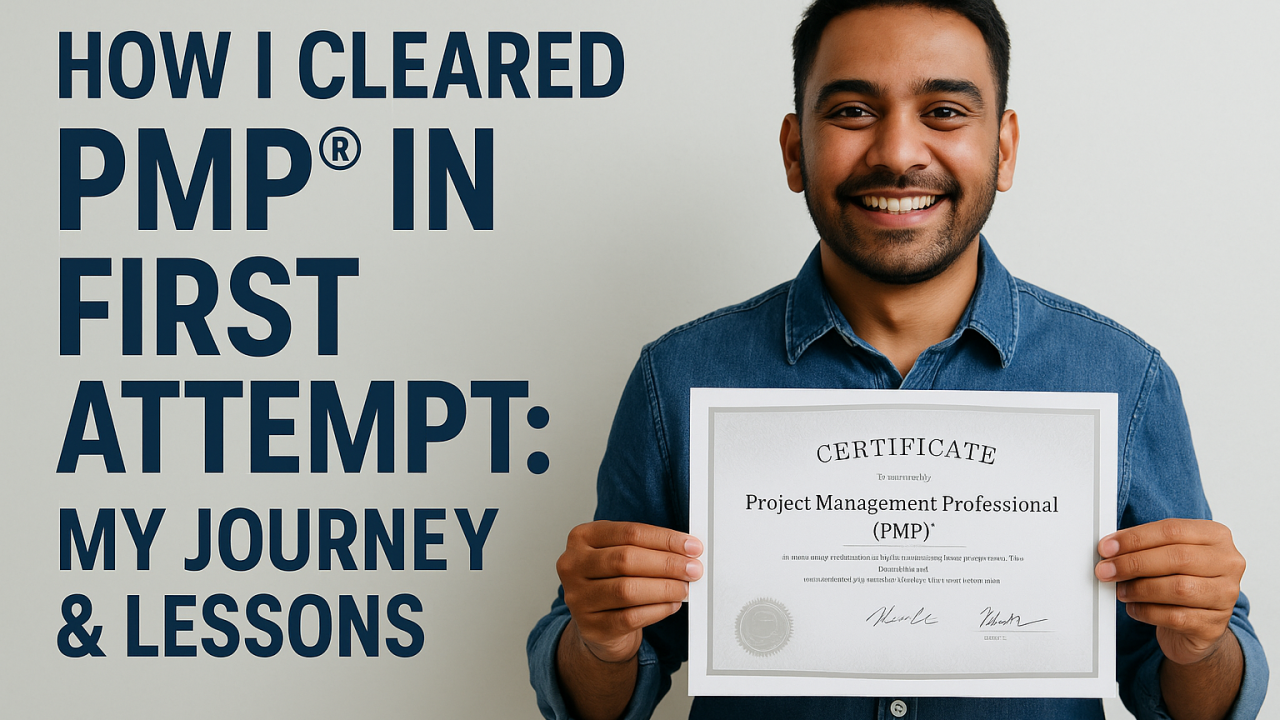 HOW I CLEARED
PMP® IN
FIRST
ATTEMPT:
MY JOURNEY
& LESSONS
CERTIFICATE
Project Management Professional
(PMP)*